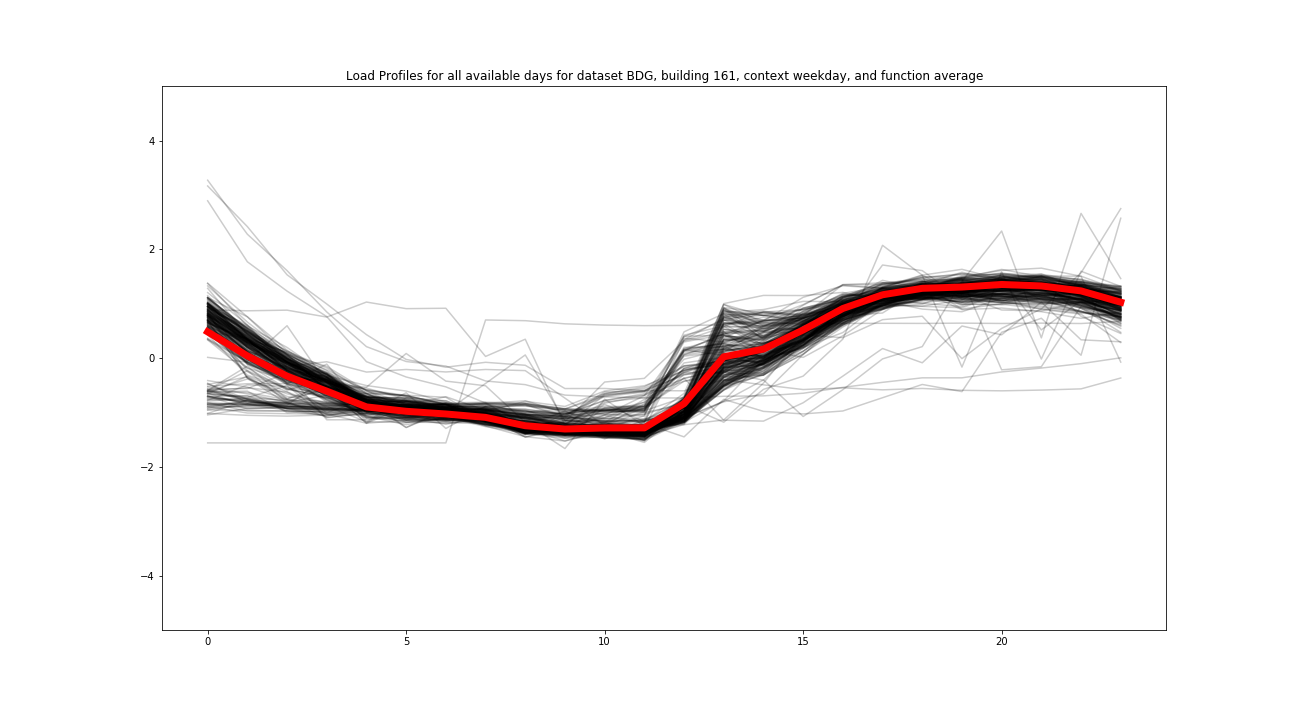 Load Profiles for all available days for dataset BDG, building 161, context weekday, and function average
4
2
0
−2
−4
0 5 10 15 20